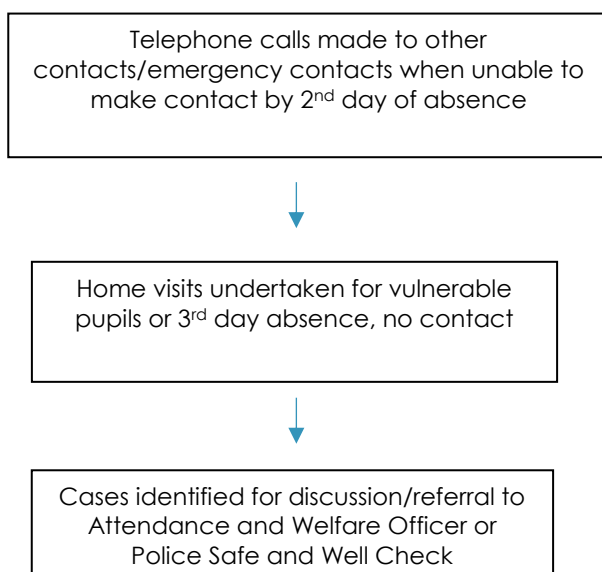 Telephone calls made to other
contacts/emergency contacts when unable to
make contact by 2nd day of absence
Home visits undertaken for vulnerable
pupils or 3rd day absence, no contact
Cases identified for discussion/referral to
Attendance and Welfare Officer or
Police Safe and Well Check